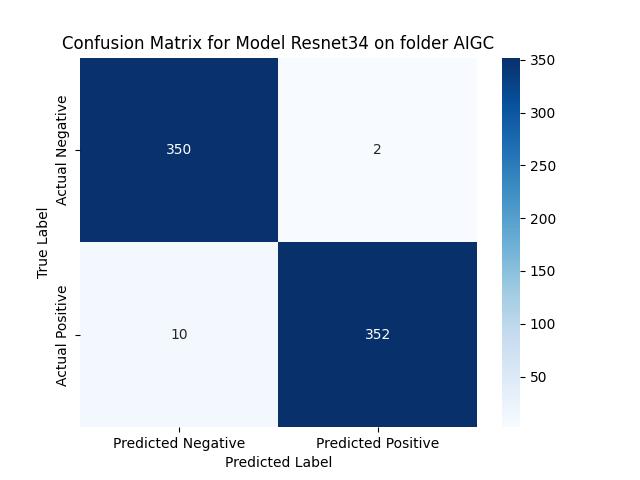 Confusion Matrix for Model Resnet34 on folder AIGC
True Label
Actual Negative
Actual Positive
350
2
10
352
Predicted Negative
Predicted Positive
Predicted Label
350
300
250
200
150
100
50